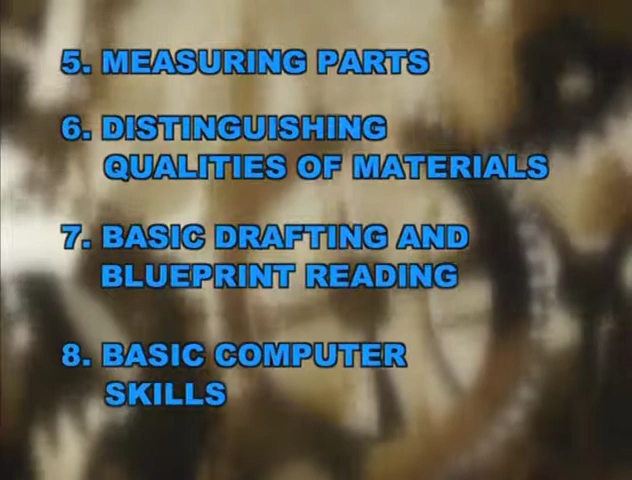 5. MEASURING PARTS
6. DISTINGUISHING
QUALITIES OF MATERIALS
7. BASIC DRAFTING AND
BLUEPRINT READING
8. BASIC COMPUTER
SKILLS